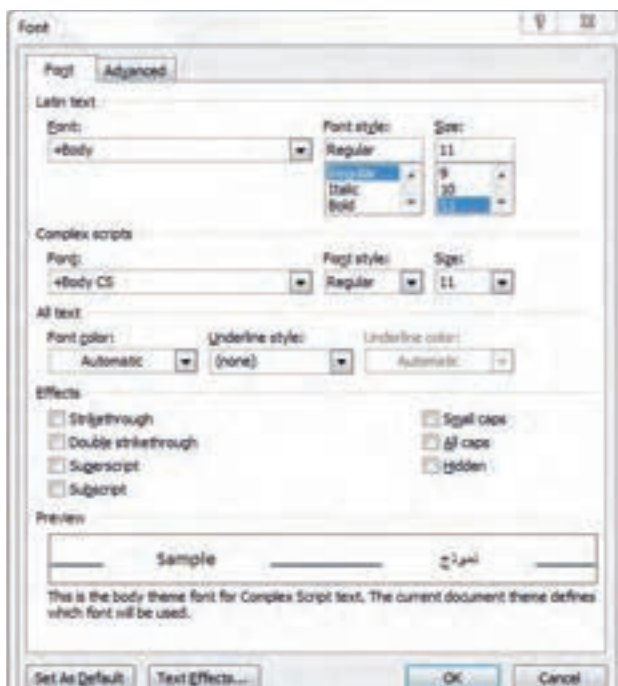 Font
Font Advanced
Latin text
Font: Font style: Size:
+Body Regular 11
Regular 9
Italic 10
Bold 11
Complex scripts
Font: Font style: Size:
+Body CS Regular 11
All text
Font color: Underline style: Underline color:
Automatic (none) Automatic
Effects
Strikethrough Small caps
Double strikethrough All caps
Superscript Hidden
Subscript
Preview
Sample نموذج
This is the body theme font for Complex Script text. The current document theme defines
which font will be used.
Set As Default Text Effects... OK Cancel